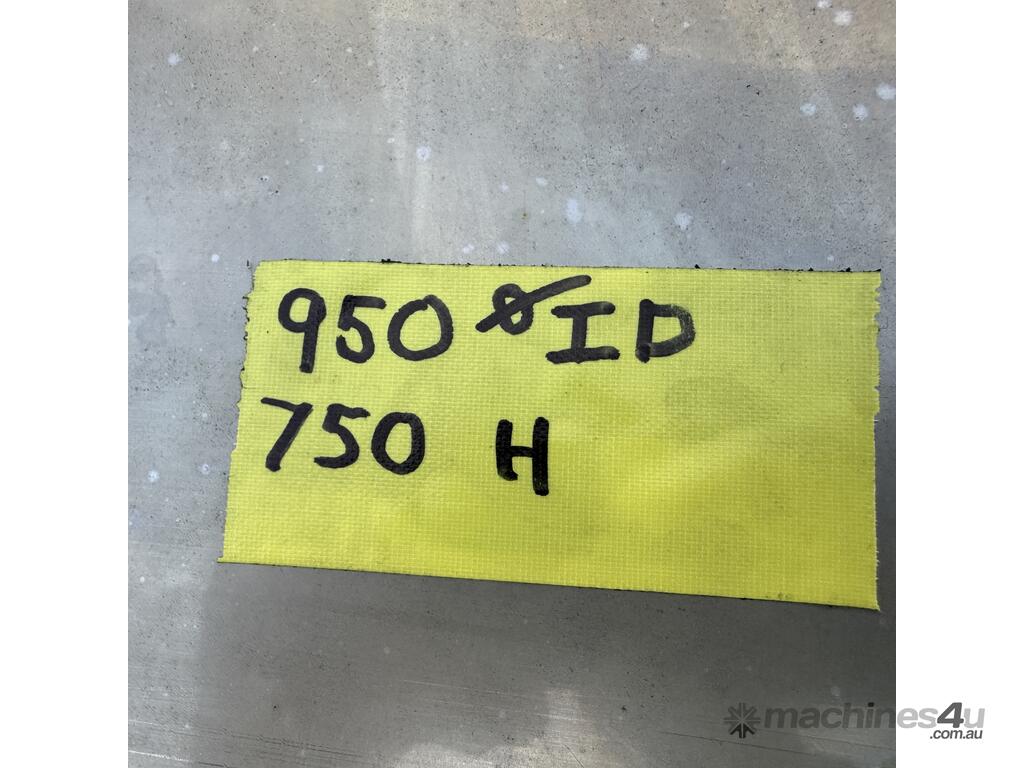 950 ⌀ ID
750 H
machines4u
.com.au